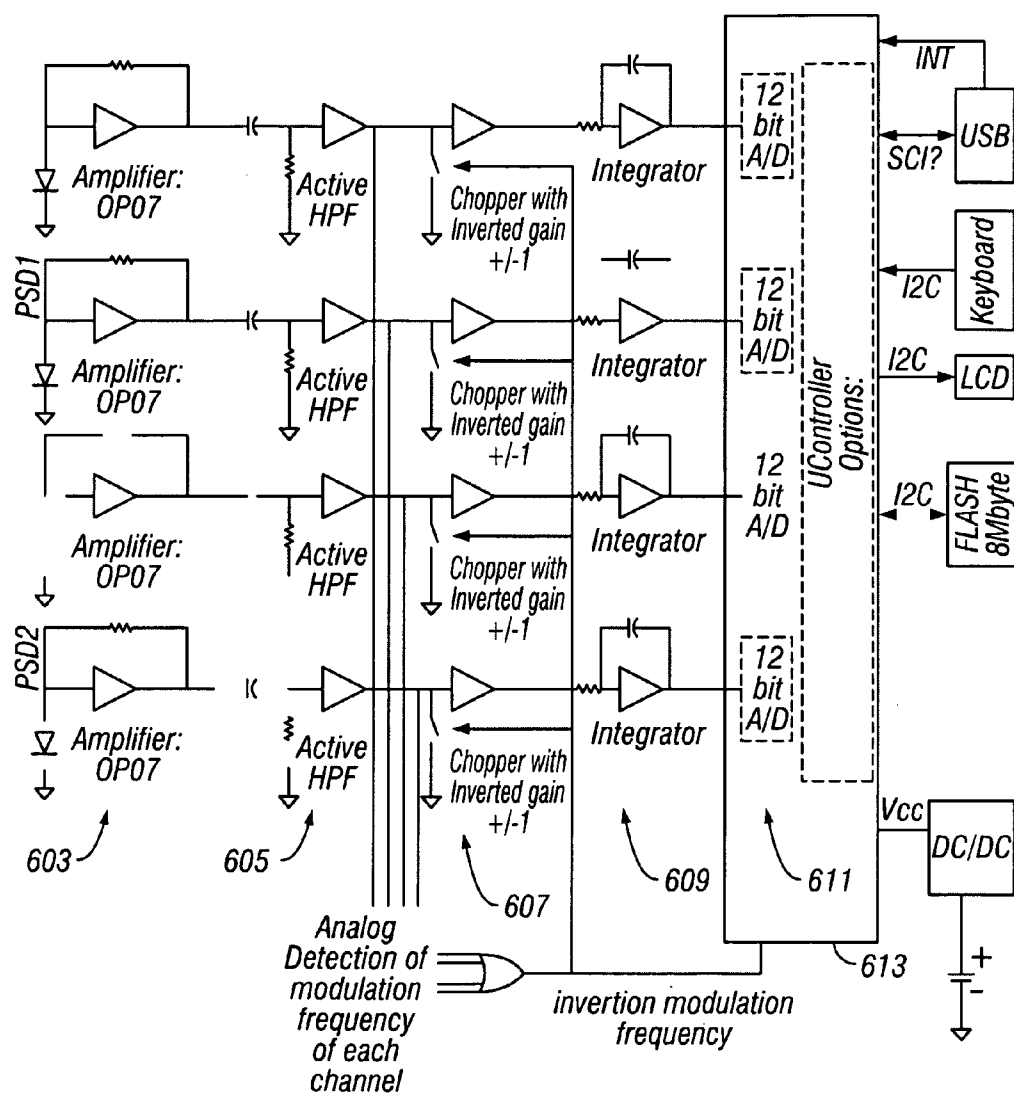 INT
12
bit
A/D
USB
SCI?
Amplifier:
OP07
Active
HPF
Chopper with
Inverted gain
+/-1
Integrator
Keyboard
I2C
PSD1
12
bit
A/D
UController
Options:
Amplifier:
OP07
Active
HPF
Chopper with
Inverted gain
+/-1
Integrator
I2C
LCD
12
bit
A/D
I2C
FLASH
8Mbyte
Amplifier:
OP07
Active
HPF
Chopper with
Inverted gain
+/-1
Integrator
PSD2
12
bit
A/D
Amplifier:
OP07
Active
HPF
Chopper with
Inverted gain
+/-1
Integrator
Vcc
DC/DC
603
605
607
609
611
613
+
-
Analog
Detection of
modulation
frequency
of each
channel
invertion modulation
frequency